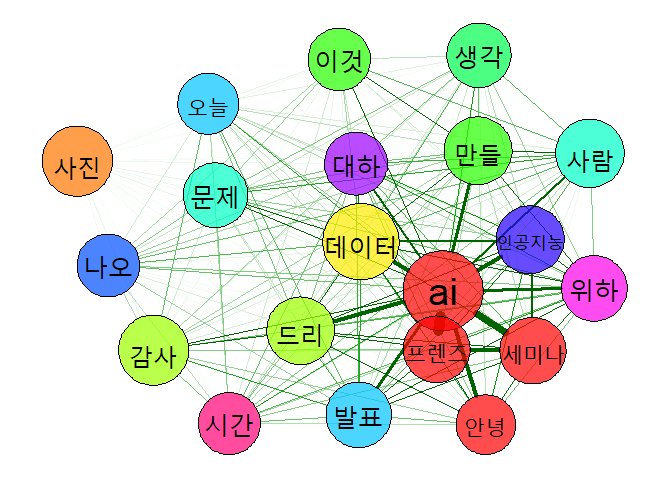 이것
생각
오늘
사진
대하
만들
사람
문제
데이터
인공지능
나오
ai
위하
드리
감사
프렌즈
세미나
시간
발표
안녕